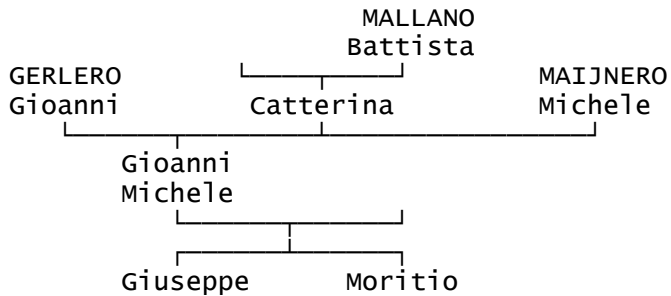 MALLANO
Battista
GERLERO MAIJNERO
Gioanni Catterina Michele
Gioanni
Michele
Giuseppe Moritio